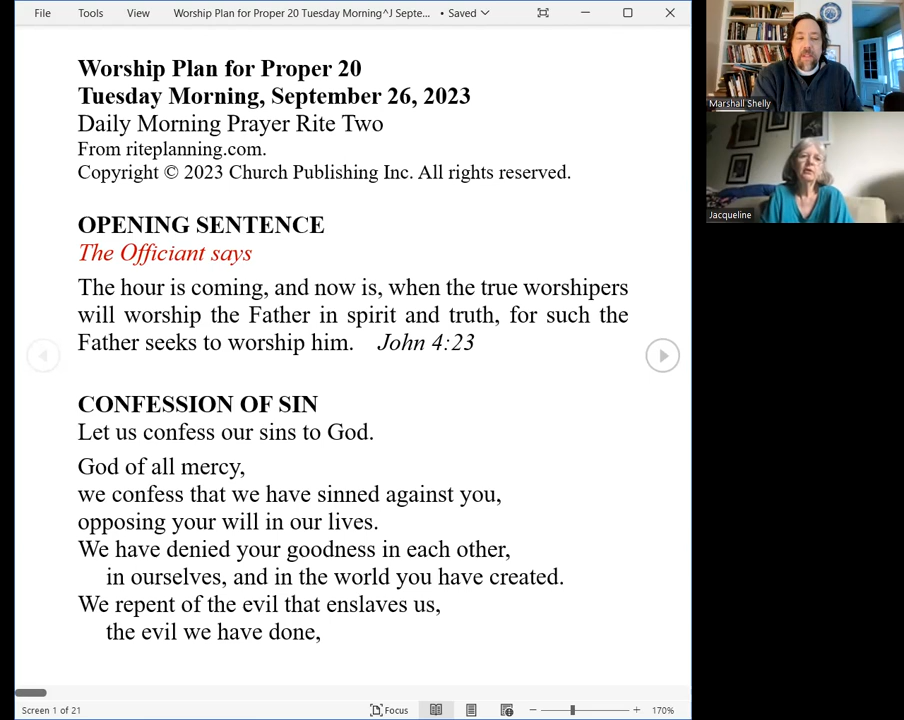 File Tools Worship Plan for Proper 20 Tuesday Morning^J Septe... • Saved
Worship Plan for Proper 20
Tuesday Morning, September 26, 2023
Daily Morning Prayer Rite Two
From riteplanning.com.
Copyright © 2023 Church Publishing Inc. All rights reserved.
OPENING SENTENCE
The Officiant says
The hour is coming, and now is, when the true worshipers
will worship the Father in spirit and truth, for such the
Father seeks to worship him. John 4:23
CONFESSION OF SIN
Let us confess our sins to God.
God of all mercy,
we confess that we have sinned against you,
opposing your will in our lives.
We have denied your goodness in each other,
in ourselves, and in the world you have created.
We repent of the evil that enslaves us,
the evil we have done,
Screen 1 of 21 Focus 170%
Marshall Shelly
Jacqueline